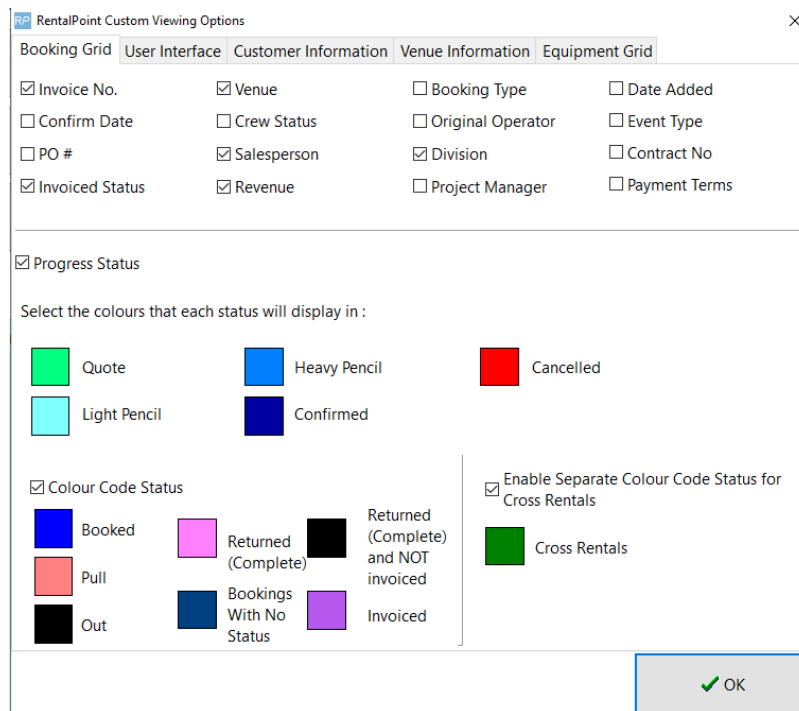 RP RentalPoint Custom Viewing Options
Booking Grid User Interface Customer Information Venue Information Equipment Grid
Invoice No. Venue Booking Type Date Added
Confirm Date Crew Status Original Operator Event Type
PO # Salesperson Division Contract No
Invoiced Status Revenue Project Manager Payment Terms
Progress Status
Select the colours that each status will display in :
Quote Heavy Pencil Cancelled
Light Pencil Confirmed
Colour Code Status
Booked
Pull
Out
Returned
(Complete)
Bookings
With No
Status
Returned
(Complete)
and NOT
invoiced
Invoiced
Enable Separate Colour Code Status for
Cross Rentals
Cross Rentals
OK